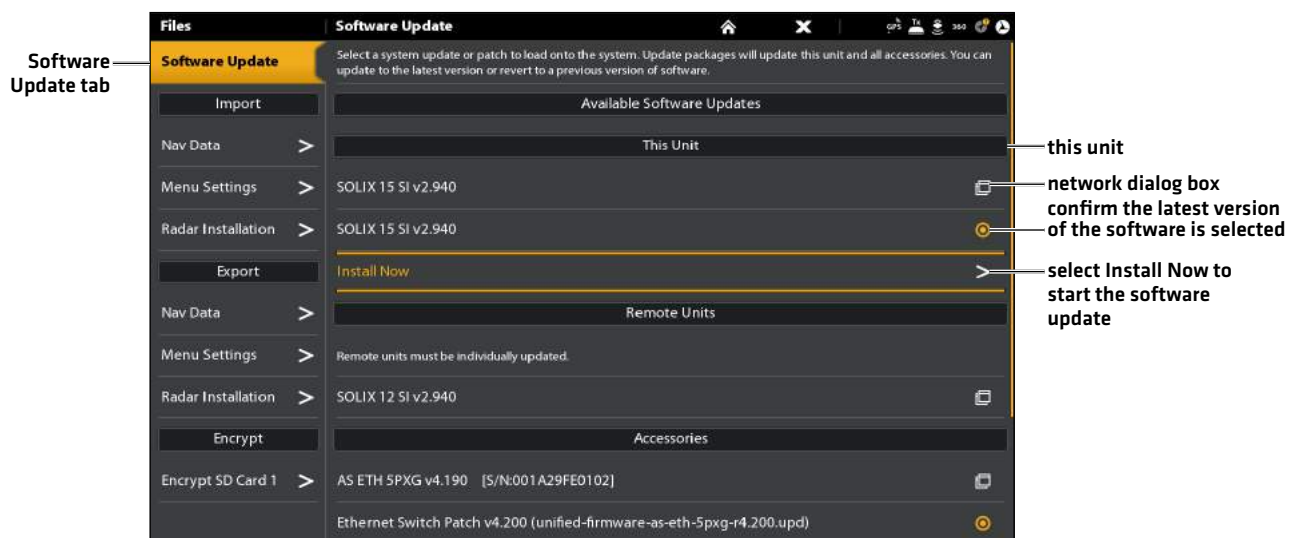 Files
Software Update
GPS Tx 360
Software
Update tab
Software Update
Select a system update or patch to load onto the system. Update packages will update this unit and all accessories. You can
update to the latest version or revert to a previous version of software.
Import
Available Software Updates
Nav Data
This Unit
this unit
Menu Settings
SOLIX 15 SI v2.940
network dialog box
Radar Installation
SOLIX 15 SI v2.940
confirm the latest version
of the software is selected
Export
Install Now
select Install Now to
start the software
update
Nav Data
Remote Units
Menu Settings
Remote units must be individually updated.
Radar Installation
SOLIX 12 SI v2.940
Encrypt
Accessories
Encrypt SD Card 1
AS ETH 5PXG v4.190 [S/N:001A29FE0102]
Ethernet Switch Patch v4.200 (unified-firmware-as-eth-5pxg-r4.200.upd)